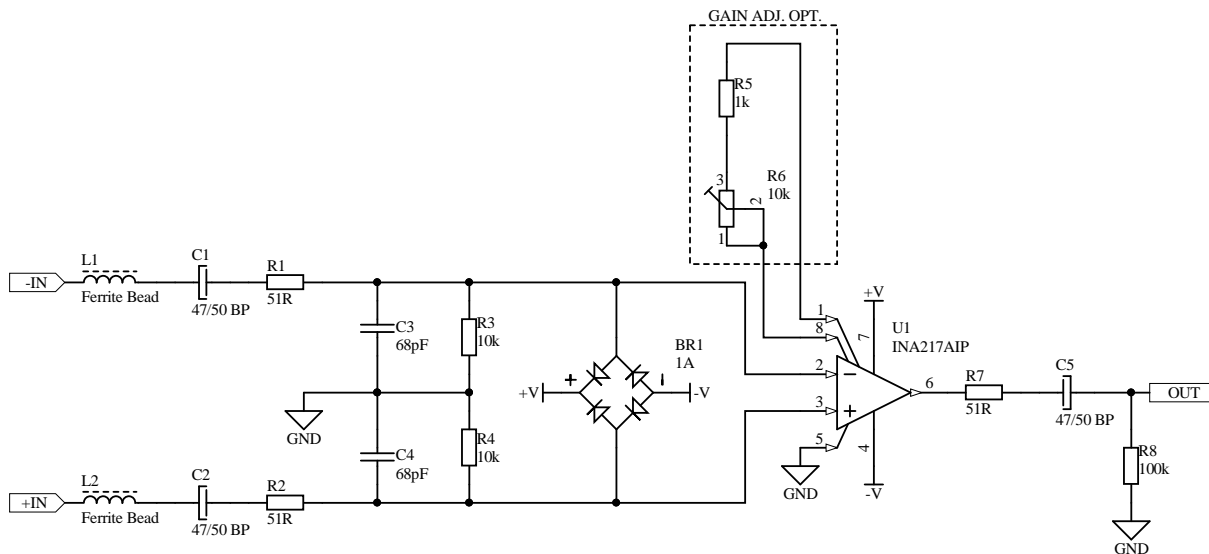 GAIN ADJ. OPT.
R5
1k
3
R6
10k
2
1
-IN
L1
Ferrite Bead
C1
47/50 BP
R1
51R
C3
68pF
R3
10k
BR1
1A
+V
+
-
-V
GND
C4
68pF
R4
10k
+IN
L2
Ferrite Bead
C2
47/50 BP
R2
51R
1
8
2
3
5
+V
7
U1
INA217AIP
−
+
6
4
-V
GND
R7
51R
C5
47/50 BP
OUT
R8
100k
GND